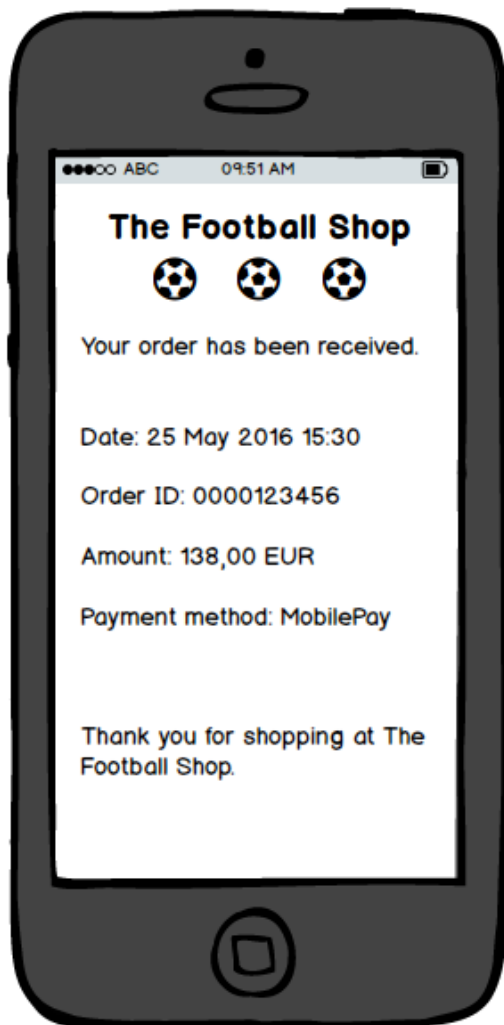 ABC 09:51 AM
The Football Shop
Your order has been received.
Date: 25 May 2016 15:30
Order ID: 0000123456
Amount: 138,00 EUR
Payment method: MobilePay
Thank you for shopping at The
Football Shop.